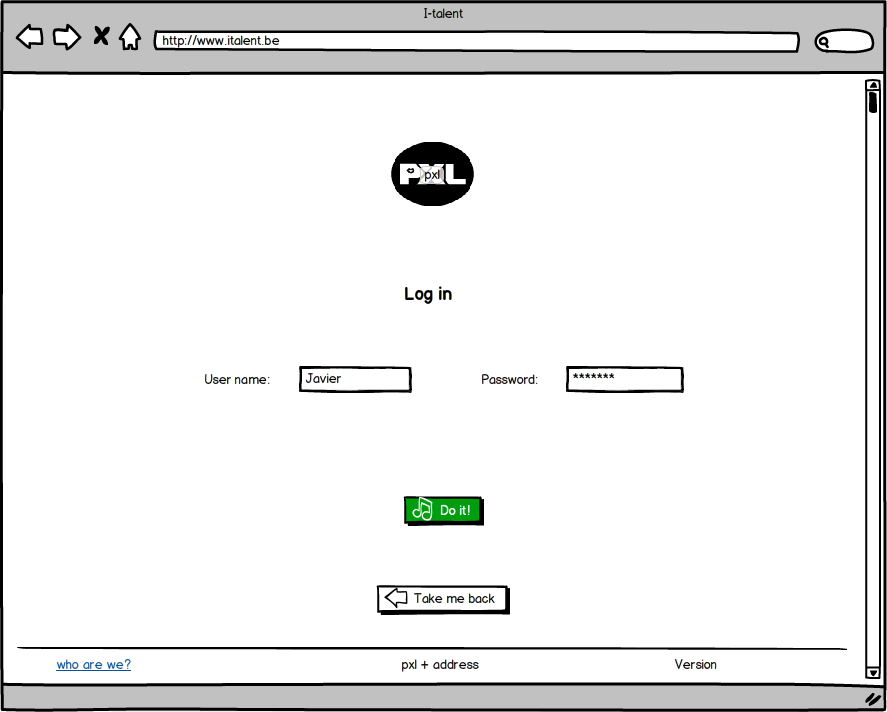 I-talent
http://www.italent.be
PXL
pxl
Log in
User name: Javier Password: *******
Do it!
Take me back
who are we? pxl + address Version